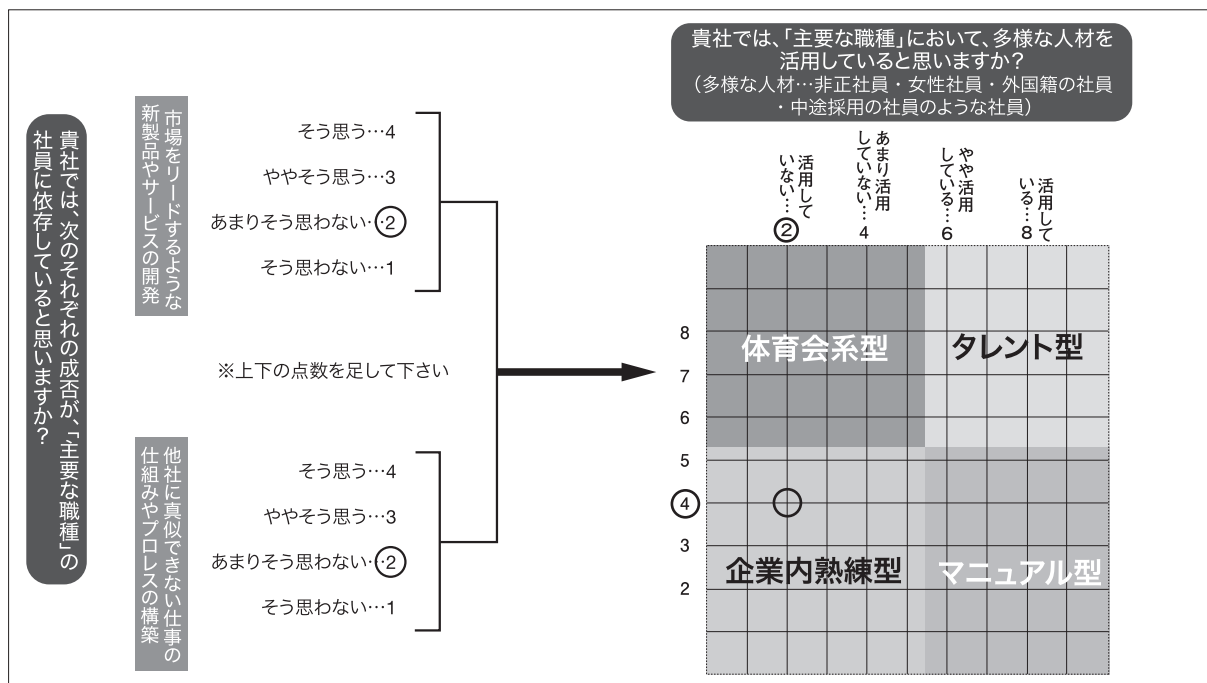 貴社では、次のそれぞれの成否が、「主要な職種」の
社員に依存していると思いますか?
市場をリードするような
新製品やサービスの開発
そう思う…4
ややそう思う…3
あまりそう思わない…②
そう思わない…1
※上下の点数を足して下さい
他社に真似できない仕事の
仕組みやプロレスの構築
そう思う…4
ややそう思う…3
あまりそう思わない…②
そう思わない…1
貴社では、「主要な職種」において、多様な人材を
活用していると思いますか?
(多様な人材…非正社員・女性社員・外国籍の社員
・中途採用の社員のような社員)
活用して
いない…②
あまり活用
していない…4
やや活用
している…6
活用して
いる…8
8
7
6
5
④
3
2
体育会系型
タレント型
企業内熟練型
マニュアル型